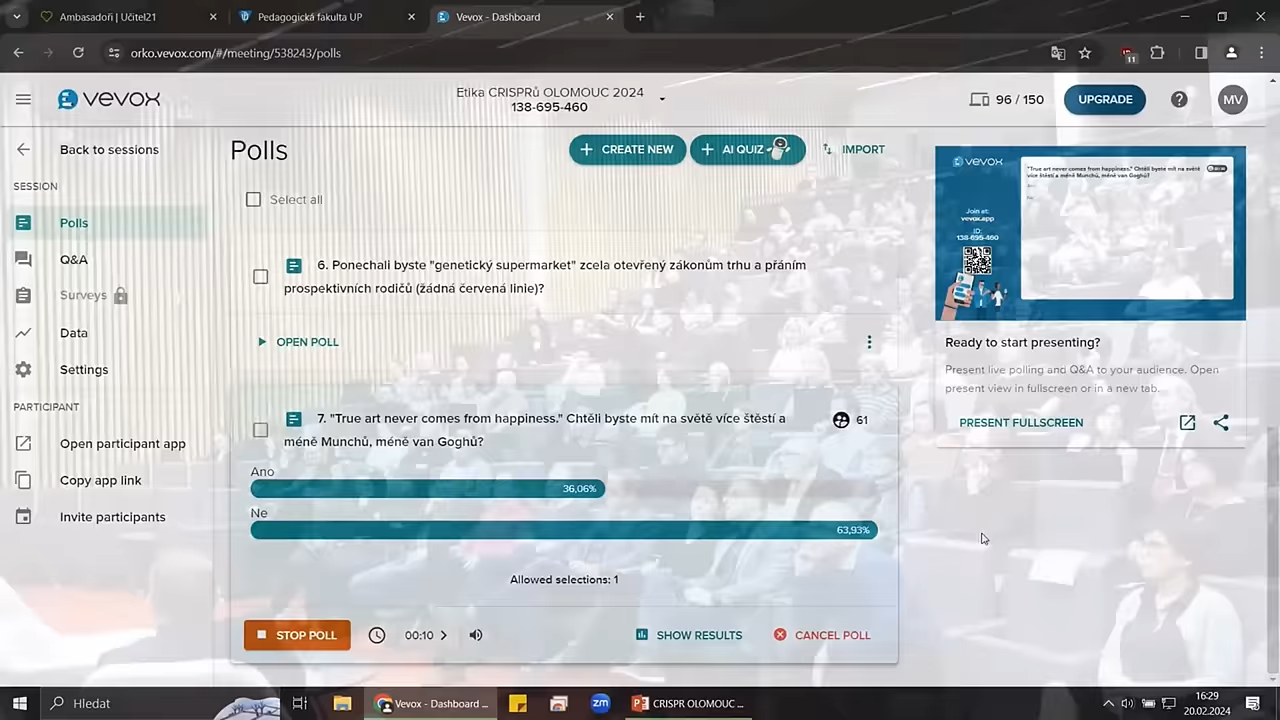 Ambasadoři | Učitel21
Pedagogická fakulta UP
Vevox - Dashboard
orko.vevox.com/#/meeting/538243/polls
11
vevox
Etika CRISPRů OLOMOUC 2024
138-695-460
96 / 150
UPGRADE
MV
Back to sessions
SESSION
Polls
Q&A
Surveys
Data
Settings
PARTICIPANT
Open participant app
Copy app link
Invite participants
Polls
CREATE NEW
AI QUIZ
IMPORT
Select all
6. Ponechali byste "genetický supermarket" zcela otevřený zákonům trhu a přáním
prospektivních rodičů (žádná červená linie)?
OPEN POLL
7. "True art never comes from happiness." Chtěli byste mít na světě více štěstí a
méně Munchů, méně van Goghů?
61
Ano
36,06%
Ne
63,93%
Allowed selections: 1
STOP POLL
00:10
SHOW RESULTS
CANCEL POLL
vevox
Join at:
vevox.app
ID:
138-695-460
"True art never comes from happiness." Chtěli byste mít na světě
více štěstí a méně Munchů, méně van Goghů?
Ready to start presenting?
Present live polling and Q&A to your audience. Open
present view in fullscreen or in a new tab.
PRESENT FULLSCREEN
Hledat
Vevox - Dashboard ...
zm
CRISPR OLOMOUC ...
16:29
20.02.2024